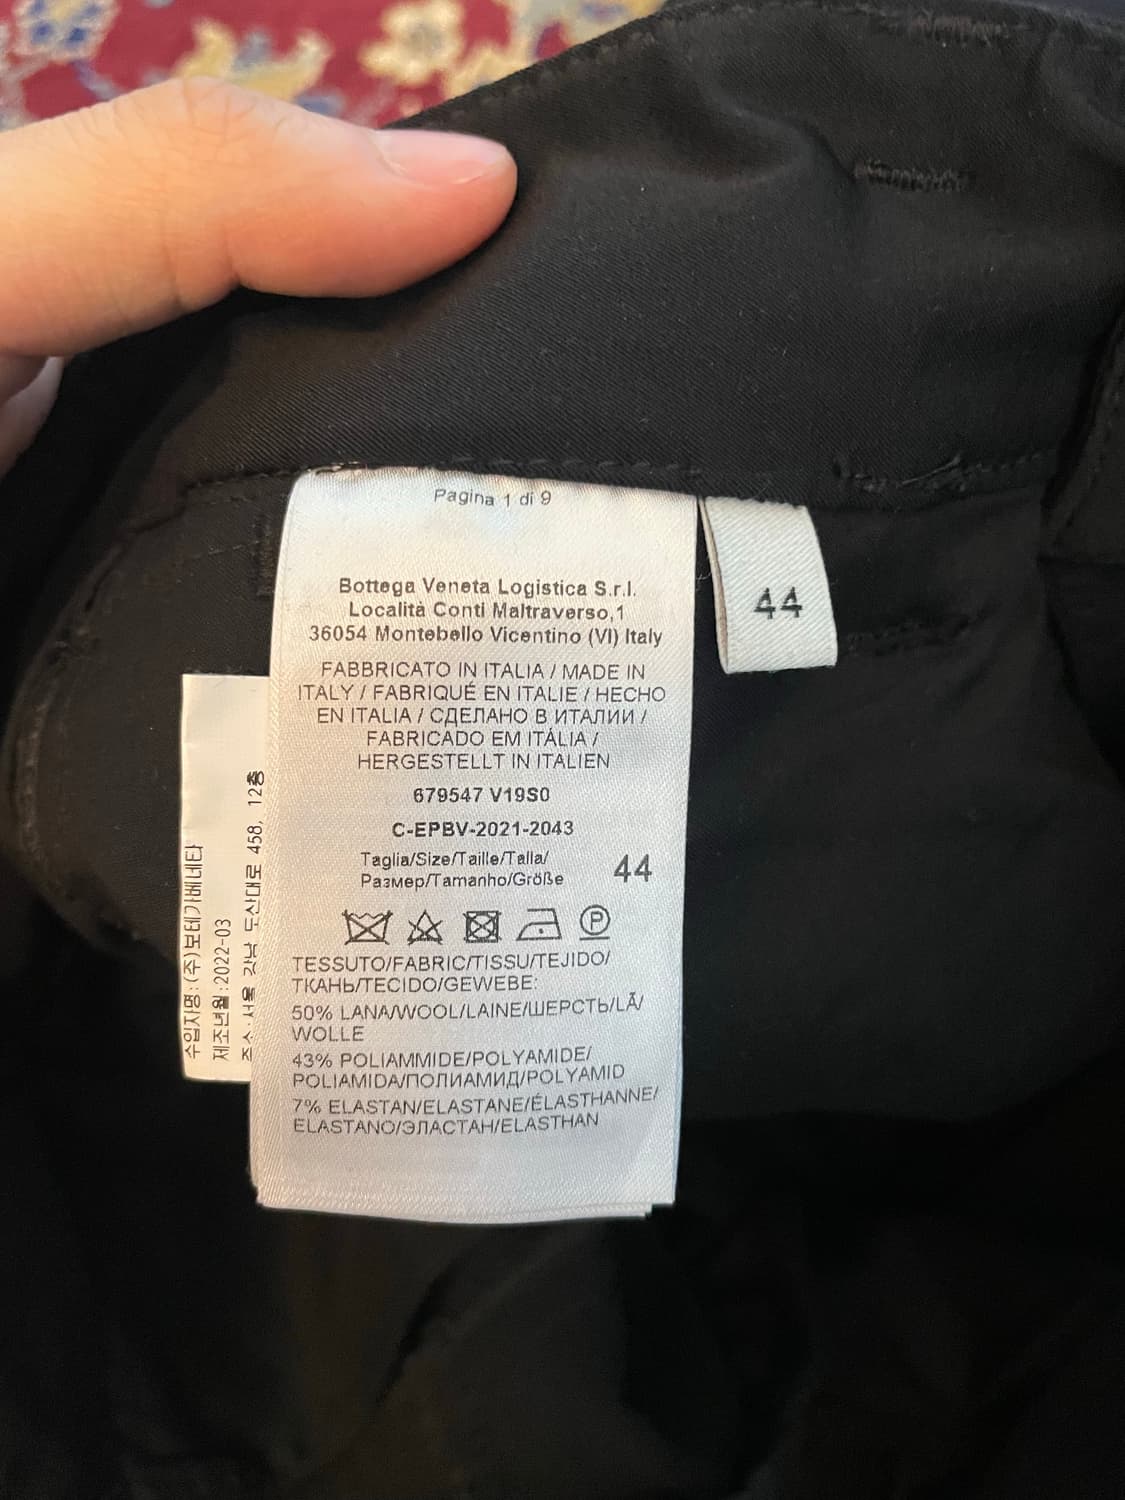 Pagina 1 di 9
Bottega Veneta Logistica S.r.l.
Località Conti Maltraverso,1
36054 Montebello Vicentino (VI) Italy
FABBRICATO IN ITALIA / MADE IN
ITALY / FABRIQUÉ EN ITALIE / HECHO
EN ITALIA / СДЕЛАНО В ИТАЛИИ /
FABRICADO EM ITÁLIA /
HERGESTELLT IN ITALIEN
679547 V19S0
C-EPBV-2021-2043
Taglia/Size/Taille/Talla/
Размер/Tamanho/Größe
44
P
TESSUTO/FABRIC/TISSU/TEJIDO/
ТКАНЬ/TECIDO/GEWEBE:
50% LANA/WOOL/LAINE/ШЕРСТЬ/LÃ/
WOLLE
43% POLIAMMIDE/POLYAMIDE/
POLIAMIDA/ПОЛИАМИД/POLYAMID
7% ELASTAN/ELASTANE/ÉLASTHANNE/
ELASTANO/ЭЛАСТАН/ELASTHAN
44
수입자명:(주)보테가베네타
제조년월:2022-03
주소:서울 강남 도산대로 458, 12층